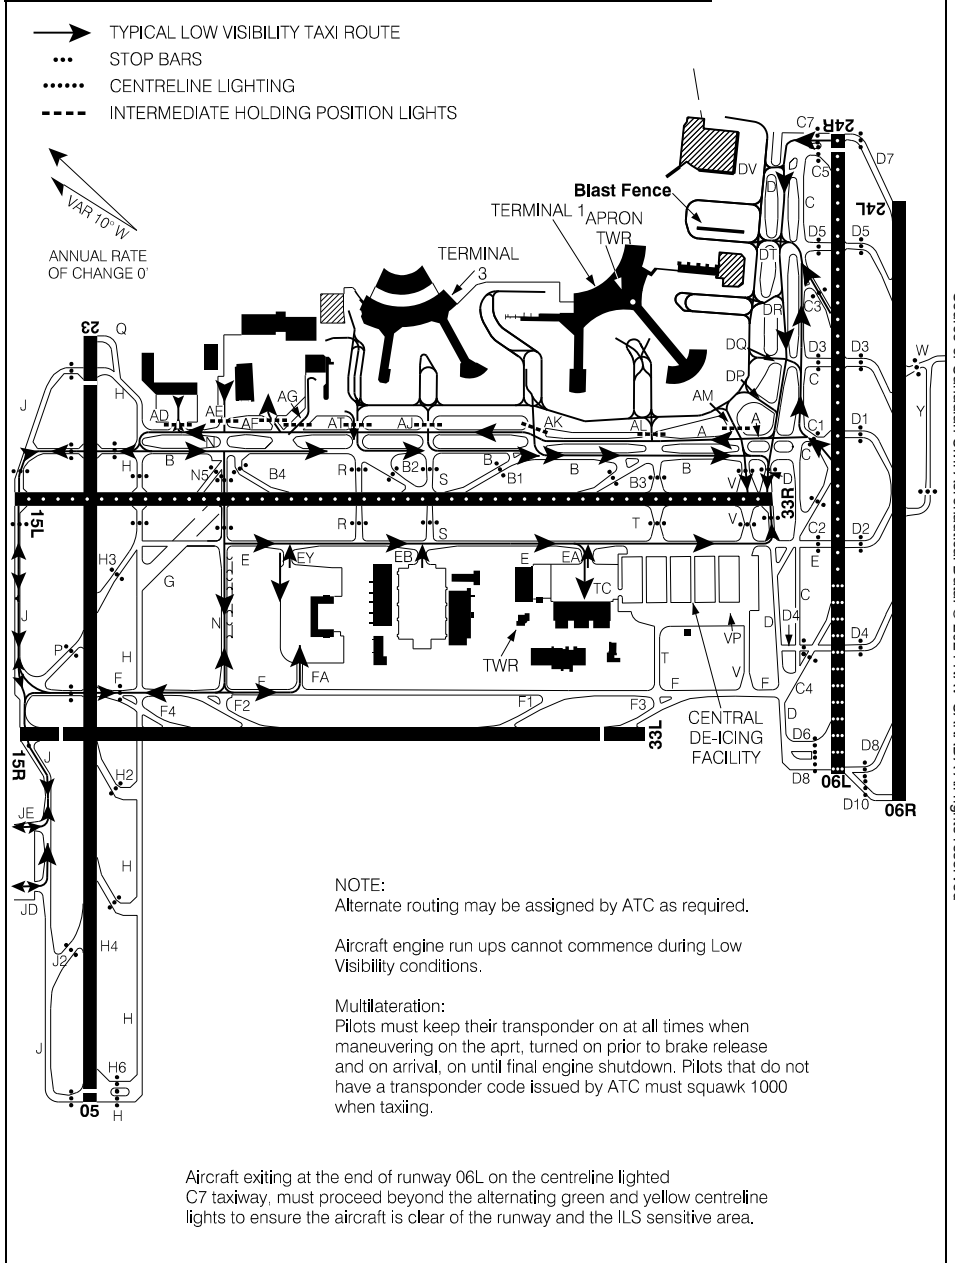 TYPICAL LOW VISIBILITY TAXI ROUTE
STOP BARS
CENTRELINE LIGHTING
INTERMEDIATE HOLDING POSITION LIGHTS
VAR 10° W
ANNUAL RATE
OF CHANGE 0'
Blast Fence
TERMINAL 1
APRON
TWR
TERMINAL
3
C7
24R
D7
DV
D
C5
C
24L
D5
D5
DT
C3
DR
D3
D3
DQ
C
DP
W
Y
23
Q
J
H
AD
AE
AF
AG
AT
AJ
AK
AL
AM
A
A
C1
D1
C
N
D
B
H
N5
B4
R
B2
S
B
B1
B
B3
B
V
D
15L
33R
R
S
T
V
C2
D2
H3
G
E
EY
EB
E
EA
TC
E
C
J
N
D4
D4
VP
D
P
H
TWR
T
V
F
F
F
FA
F
C4
F4
F2
F1
F3
D
15R
J
33L
CENTRAL
DE-ICING
FACILITY
D6
D8
D8
06L
D10
06R
H2
JE
H
JD
J2
H4
H
J
H6
05
H
NOTE:
Alternate routing may be assigned by ATC as required.
Aircraft engine run ups cannot commence during Low
Visibility conditions.
Multilateration:
Pilots must keep their transponder on at all times when
maneuvering on the aprt, turned on prior to brake release
and on arrival, on until final engine shutdown. Pilots that do not
have a transponder code issued by ATC must squawk 1000
when taxiing.
Aircraft exiting at the end of runway 06L on the centreline lighted
C7 taxiway, must proceed beyond the alternating green and yellow centreline
lights to ensure the aircraft is clear of the runway and the ILS sensitive area.